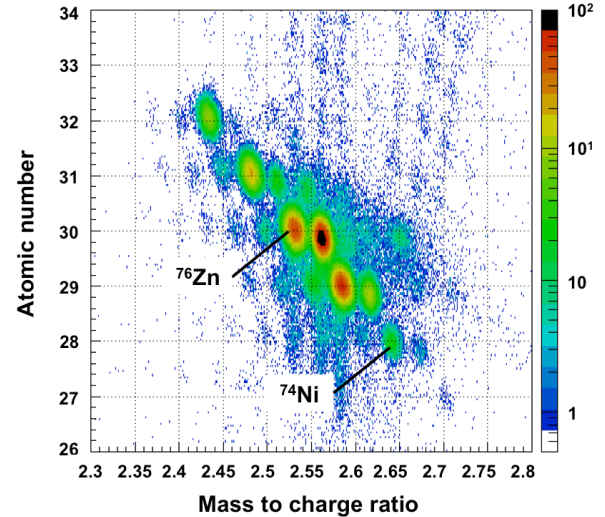 34
33
32
31
30
29
28
27
26
2.3 2.35 2.4 2.45 2.5 2.55 2.6 2.65 2.7 2.75 2.8
Atomic number
Mass to charge ratio
⁷⁶Zn
⁷⁴Ni
10²
10¹
10
1